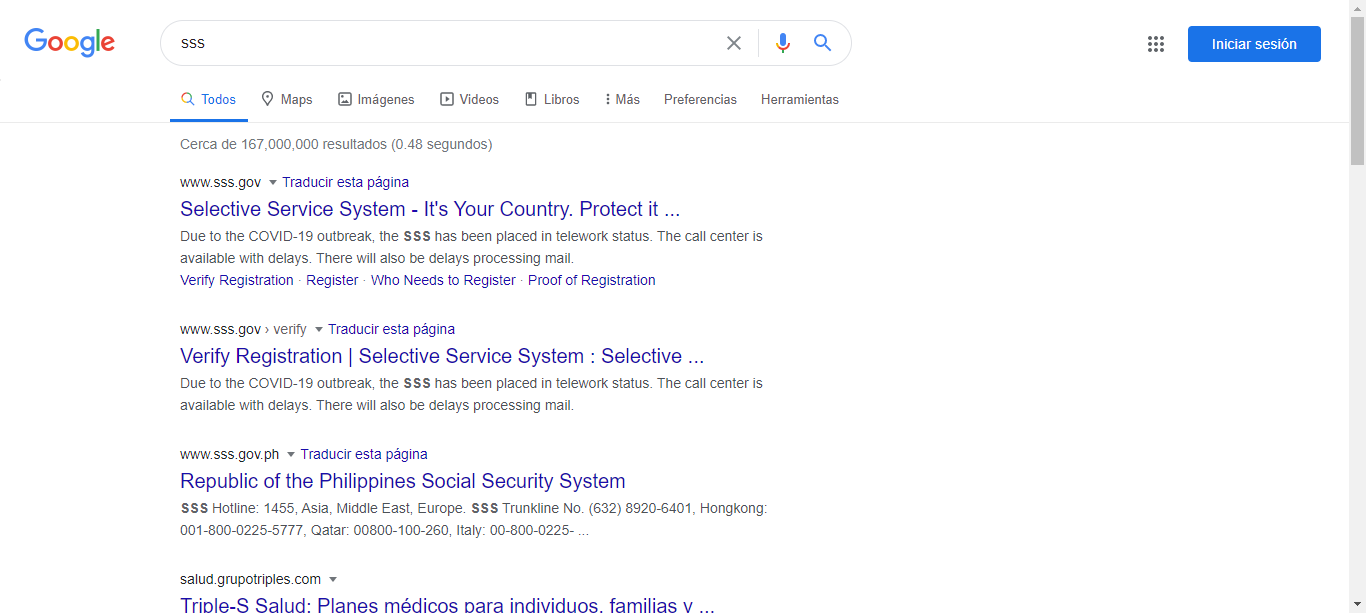 Google
sss
Iniciar sesión
Todos Maps Imágenes Videos Libros Más Preferencias Herramientas
Cerca de 167,000,000 resultados (0.48 segundos)
www.sss.gov Traducir esta página
Selective Service System - It's Your Country. Protect it ...
Due to the COVID-19 outbreak, the SSS has been placed in telework status. The call center is
available with delays. There will also be delays processing mail.
Verify Registration · Register · Who Needs to Register · Proof of Registration
www.sss.gov › verify Traducir esta página
Verify Registration | Selective Service System : Selective ...
Due to the COVID-19 outbreak, the SSS has been placed in telework status. The call center is
available with delays. There will also be delays processing mail.
www.sss.gov.ph Traducir esta página
Republic of the Philippines Social Security System
SSS Hotline: 1455, Asia, Middle East, Europe. SSS Trunkline No. (632) 8920-6401, Hongkong:
001-800-0225-5777, Qatar: 00800-100-260, Italy: 00-800-0225- ...
salud.grupotriples.com
Triple-S Salud: Planes médicos para individuos, familias y ...